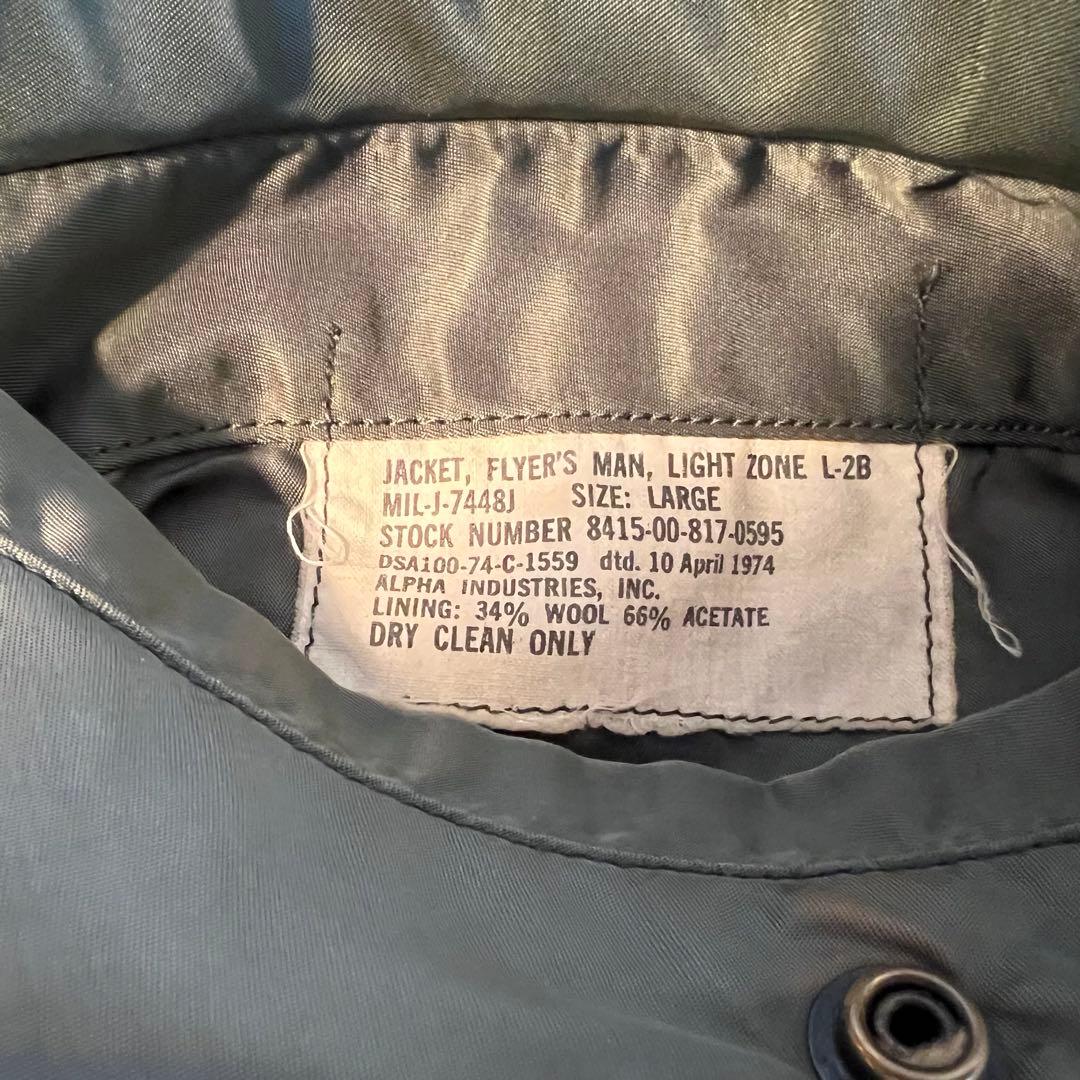 JACKET, FLYER'S MAN, LIGHT ZONE L-2B
MIL-J-7448J SIZE: LARGE
STOCK NUMBER 8415-00-817-0595
DSA100-74-C-1559 dtd. 10 April 1974
ALPHA INDUSTRIES, INC.
LINING: 34% WOOL 66% ACETATE
DRY CLEAN ONLY